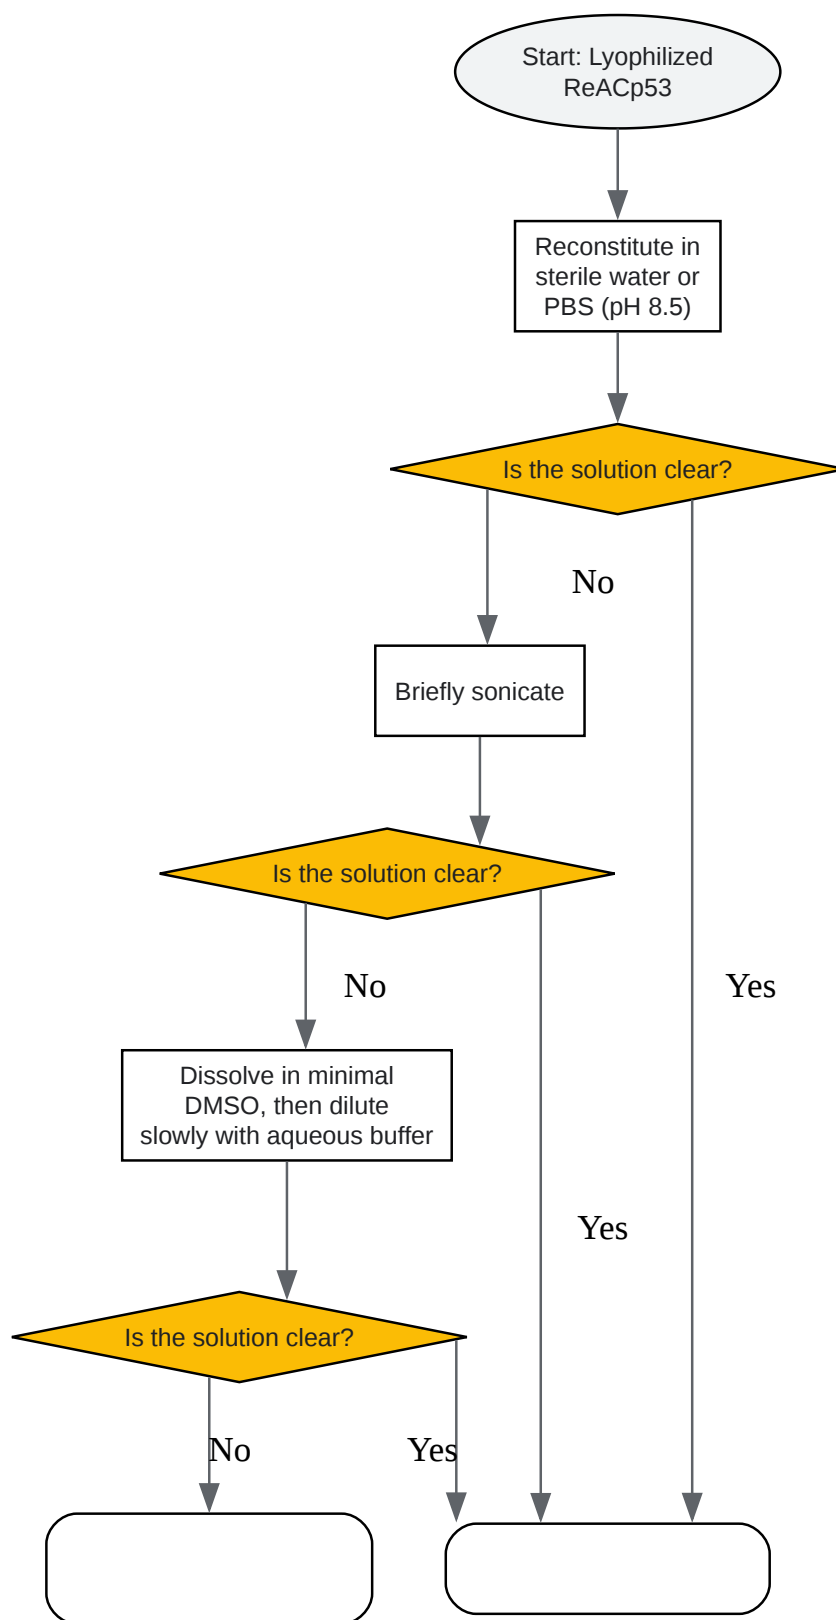 Start: Lyophilized
ReACp53
Reconstitute in
sterile water or
PBS (pH 8.5)
Is the solution clear?
No
Briefly sonicate
Is the solution clear?
No
Yes
Dissolve in minimal
DMSO, then dilute
slowly with aqueous buffer
Yes
Is the solution clear?
No
Yes